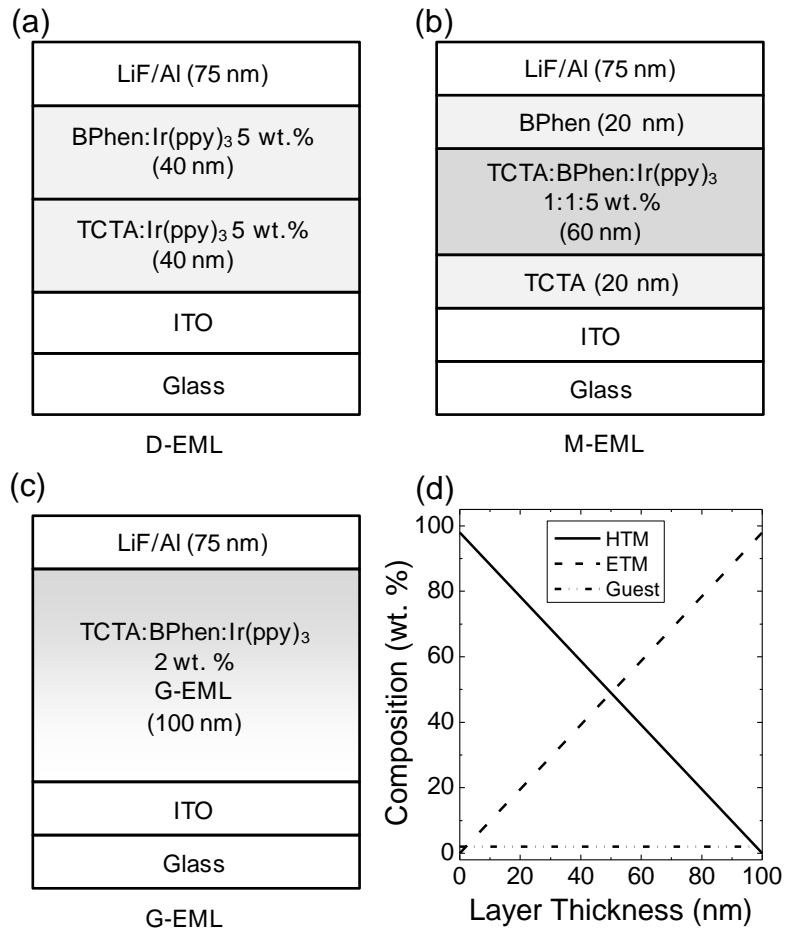 (a)
LiF/Al (75 nm)
BPhen:Ir(ppy)₃ 5 wt.%
(40 nm)
TCTA:Ir(ppy)₃ 5 wt.%
(40 nm)
ITO
Glass
D-EML
(b)
LiF/Al (75 nm)
BPhen (20 nm)
TCTA:BPhen:Ir(ppy)₃
1:1:5 wt.%
(60 nm)
TCTA (20 nm)
ITO
Glass
M-EML
(c)
LiF/Al (75 nm)
TCTA:BPhen:Ir(ppy)₃
2 wt. %
G-EML
(100 nm)
ITO
Glass
G-EML
(d)
HTM
ETM
Guest
Composition (wt. %)
100
80
60
40
20
0
0 20 40 60 80 100
Layer Thickness (nm)